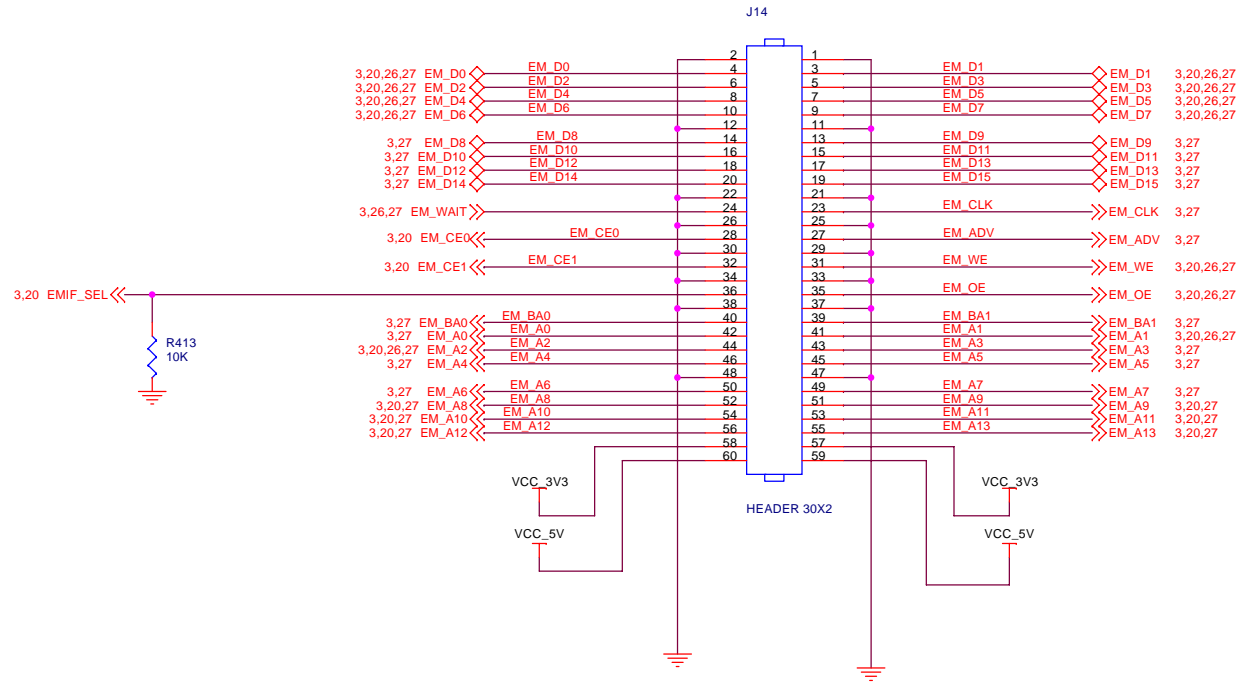 J14
2 1
3,20,26,27 EM_D0 EM_D0 4 3 EM_D1 EM_D1 3,20,26,27
3,20,26,27 EM_D2 EM_D2 6 5 EM_D3 EM_D3 3,20,26,27
3,20,26,27 EM_D4 EM_D4 8 7 EM_D5 EM_D5 3,20,26,27
3,20,26,27 EM_D6 EM_D6 10 9 EM_D7 EM_D7 3,20,26,27
12 11
3,27 EM_D8 EM_D8 14 13 EM_D9 EM_D9 3,27
3,27 EM_D10 EM_D10 16 15 EM_D11 EM_D11 3,27
3,27 EM_D12 EM_D12 18 17 EM_D13 EM_D13 3,27
3,27 EM_D14 EM_D14 20 19 EM_D15 EM_D15 3,27
22 21
3,26,27 EM_WAIT 24 23 EM_CLK EM_CLK 3,27
26 25
3,20 EM_CE0 EM_CE0 28 27 EM_ADV EM_ADV 3,27
30 29
3,20 EM_CE1 EM_CE1 32 31 EM_WE EM_WE 3,20,26,27
34 33
3,20 EMIF_SEL 36 35 EM_OE EM_OE 3,20,26,27
38 37
3,27 EM_BA0 EM_BA0 40 39 EM_BA1 EM_BA1 3,27
3,27 EM_A0 EM_A0 42 41 EM_A1 EM_A1 3,20,26,27
R413
10K
3,20,26,27 EM_A2 EM_A2 44 43 EM_A3 EM_A3 3,27
3,27 EM_A4 EM_A4 46 45 EM_A5 EM_A5 3,27
48 47
3,27 EM_A6 EM_A6 50 49 EM_A7 EM_A7 3,27
3,20,27 EM_A8 EM_A8 52 51 EM_A9 EM_A9 3,20,27
3,20,27 EM_A10 EM_A10 54 53 EM_A11 EM_A11 3,20,27
3,20,27 EM_A12 EM_A12 56 55 EM_A13 EM_A13 3,20,27
58 57
60 59
VCC_3V3 VCC_3V3
HEADER 30X2
VCC_5V VCC_5V